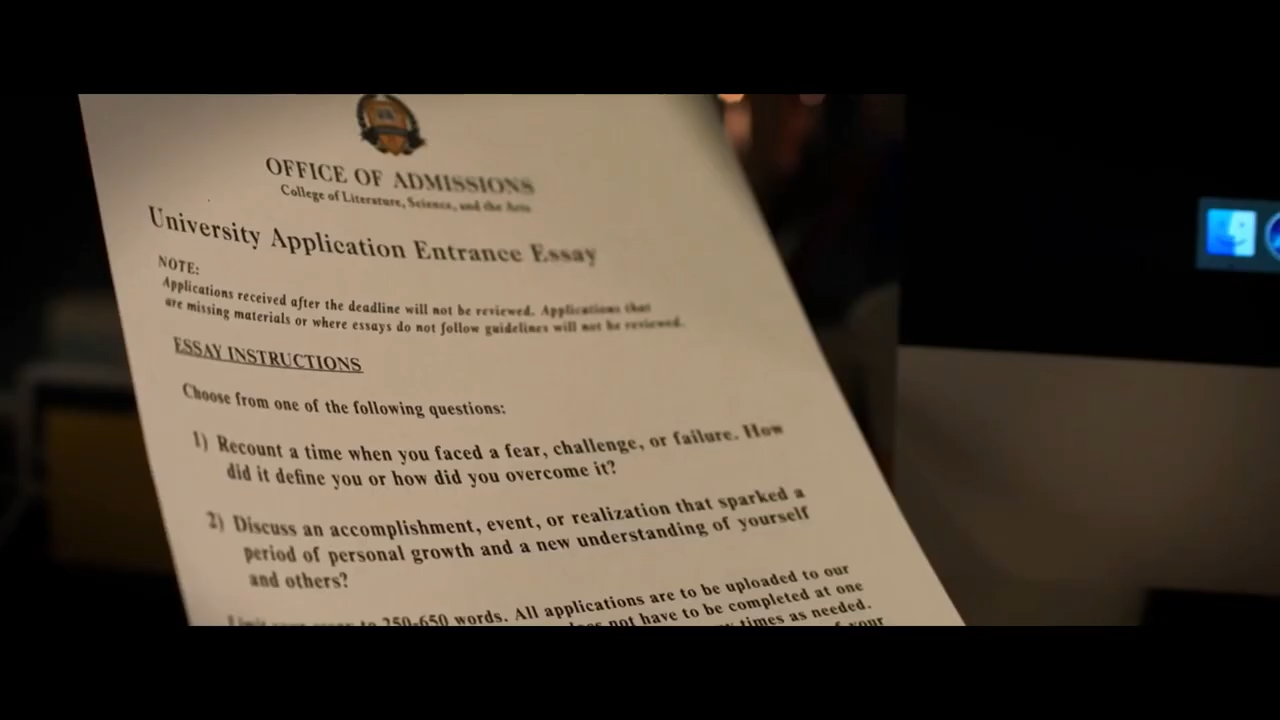 OFFICE OF ADMISSIONS
College of Literature, Science, and the Arts
University Application Entrance Essay
NOTE:
Applications received after the deadline will not be reviewed. Applications that
are missing materials or where essays do not follow guidelines will not be reviewed.
ESSAY INSTRUCTIONS
Choose from one of the following questions:
1) Recount a time when you faced a fear, challenge, or failure. How
did it define you or how did you overcome it?
2) Discuss an accomplishment, event, or realization that sparked a
period of personal growth and a new understanding of yourself
and others?
to 250-650 words. All applications are to be uploaded to our
not have to be completed at one
times as needed.
your